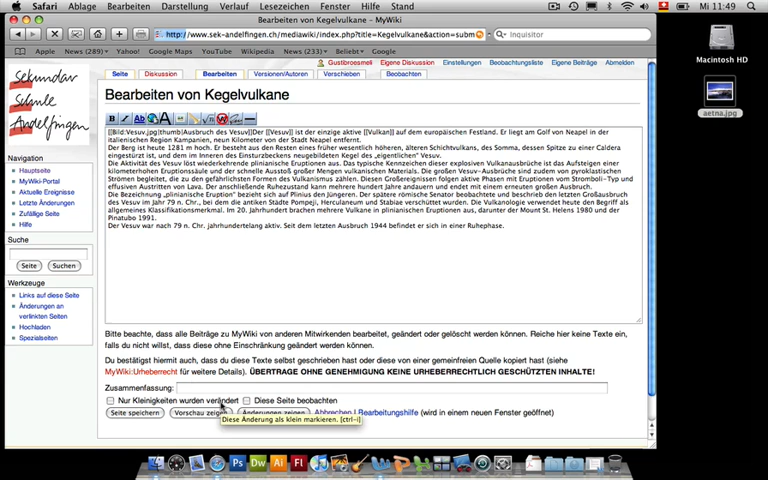 Safari Ablage Bearbeiten Darstellung Verlauf Lesezeichen Fenster Hilfe Stand Mi 11:49
Bearbeiten von Kegelvulkane – MyWiki
http://www.sek-andelfingen.ch/mediawiki/index.php?title=Kegelvulkane&action=subm
Inquisitor
Apple News (289) Yahoo! Google Maps YouTube Wikipedia News (233) Beliebt Google
Macintosh HD
aetna.jpg
Gustbrossmeil Eigene Diskussion Einstellungen Beobachtungsliste Eigene Beiträge Abmelden
Seite Diskussion Bearbeiten Versionen/Autoren Verschieben Beobachten
Sekundar
Schule
Andelfingen
Bearbeiten von Kegelvulkane
B I Ab A W
[[Bild:Vesuv.jpg|thumb|Ausbruch des Vesuv]]Der [[Vesuv]] ist der einzige aktive [[Vulkan]] auf dem europäischen Festland. Er liegt am Golf von Neapel in der
italienischen Region Kampanien, neun Kilometer von der Stadt Neapel entfernt.
Der Berg ist heute 1281 m hoch. Er besteht aus den Resten eines früher wesentlich höheren, älteren Schichtvulkans, des Somma, dessen Spitze zu einer Caldera
eingestürzt ist, und dem im Inneren des Einsturzbeckens neugebildeten Kegel des „eigentlichen" Vesuv.
Die Aktivität des Vesuv löst wiederkehrende plinianische Eruptionen aus. Das typische Kennzeichen dieser explosiven Vulkanausbrüche ist das Aufsteigen einer
kilometerhohen Eruptionssäule und der schnelle Ausstoß großer Mengen vulkanischen Materials. Die großen Vesuv-Ausbrüche sind zudem von pyroklastischen
Strömen begleitet, die zu den gefährlichsten Formen des Vulkanismus zählen. Diesen Großereignissen folgen aktive Phasen mit Eruptionen vom Stromboli-Typ und
effusiven Austritten von Lava. Der anschließende Ruhezustand kann mehrere hundert Jahre andauern und endet mit einem erneuten großen Ausbruch.
Die Bezeichnung „plinianische Eruption" bezieht sich auf Plinius den Jüngeren. Der spätere römische Senator beobachtete und beschrieb den letzten Großausbruch
des Vesuv im Jahr 79 n. Chr., bei dem die antiken Städte Pompeji, Herculaneum und Stabiae verschüttet wurden. Die Vulkanologie verwendet heute den Begriff als
allgemeines Klassifikationsmerkmal. Im 20. Jahrhundert brachen mehrere Vulkane in plinianischen Eruptionen aus, darunter der Mount St. Helens 1980 und der
Pinatubo 1991.
Der Vesuv war nach 79 n. Chr. jahrhundertelang aktiv. Seit dem letzten Ausbruch 1944 befindet er sich in einer Ruhephase.
Navigation
Hauptseite
MyWiki-Portal
Aktuelle Ereignisse
Letzte Änderungen
Zufällige Seite
Hilfe
Suche
Seite Suchen
Werkzeuge
Links auf diese Seite
Änderungen an
verlinkten Seiten
Hochladen
Spezialseiten
Bitte beachte, dass alle Beiträge zu MyWiki von anderen Mitwirkenden bearbeitet, geändert oder gelöscht werden können. Reiche hier keine Texte ein,
falls du nicht willst, dass diese ohne Einschränkung geändert werden können.
Du bestätigst hiermit auch, dass du diese Texte selbst geschrieben hast oder diese von einer gemeinfreien Quelle kopiert hast (siehe
MyWiki:Urheberrecht für weitere Details). ÜBERTRAGE OHNE GENEHMIGUNG KEINE URHEBERRECHTLICH GESCHÜTZTEN INHALTE!
Zusammenfassung:
Nur Kleinigkeiten wurden verändert Diese Seite beobachten
Seite speichern Vorschau zeigen Änderungen zeigen Abbrechen | Bearbeitungshilfe (wird in einem neuen Fenster geöffnet)
Diese Änderung als klein markieren. [ctrl-i]
Ps Dw Ai Fl